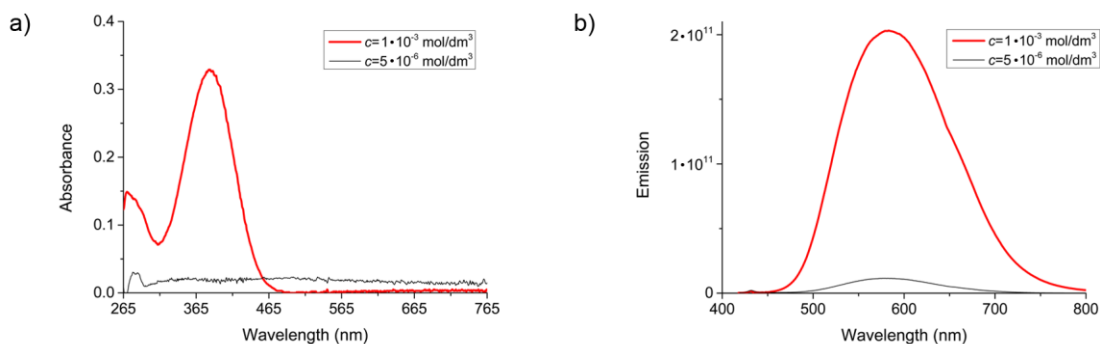 a)
0.4
0.3
0.2
0.1
0.0
Absorbance
c=1•10⁻³ mol/dm³
c=5•10⁻⁶ mol/dm³
265 365 465 565 665 765
Wavelength (nm)
b)
2•10¹¹
1•10¹¹
0
Emission
c=1•10⁻³ mol/dm³
c=5•10⁻⁶ mol/dm³
400 500 600 700 800
Wavelength (nm)